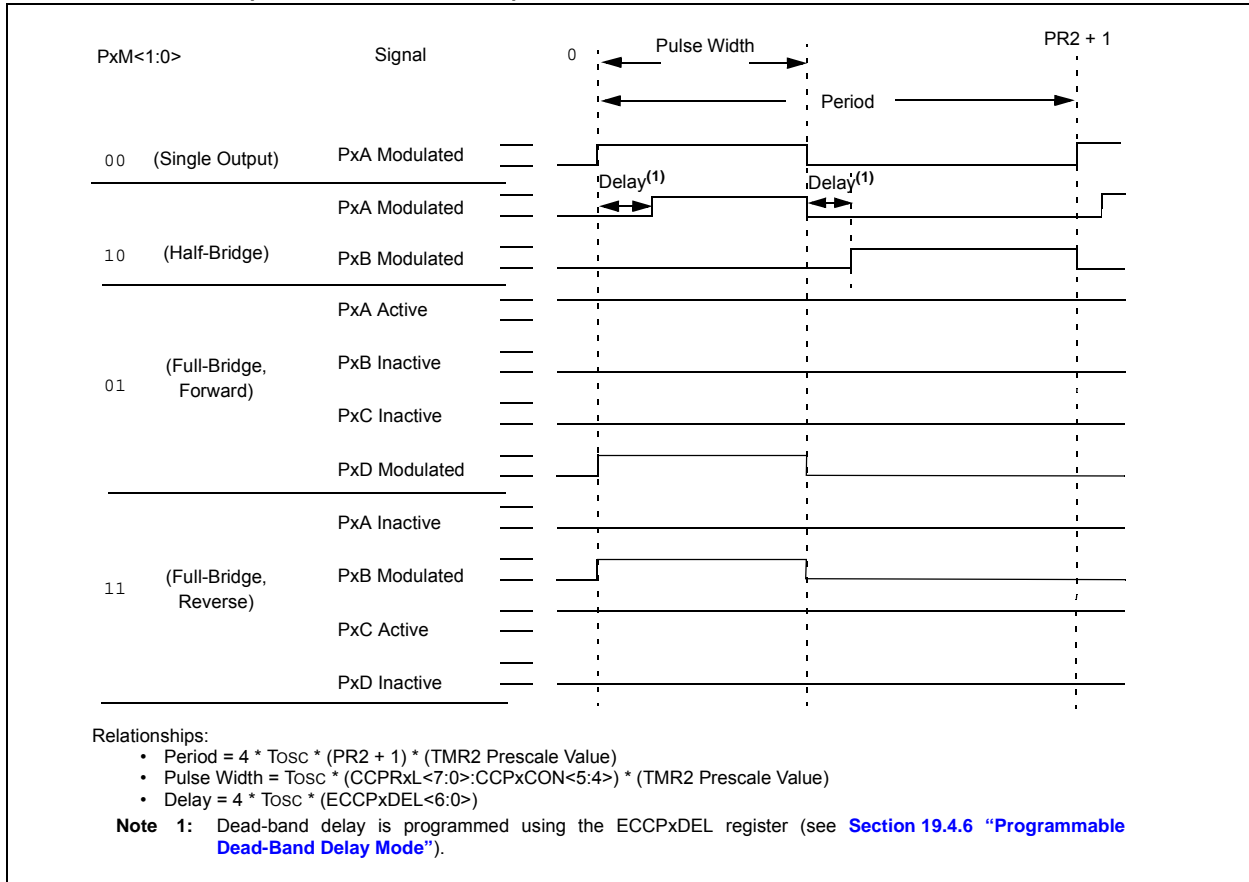 PxM<1:0> Signal 0 Pulse Width PR2 + 1
Period
00 (Single Output) PxA Modulated
Delay(1) Delay(1)
PxA Modulated
10 (Half-Bridge) PxB Modulated
PxA Active
01 (Full-Bridge, Forward) PxB Inactive
PxC Inactive
PxD Modulated
PxA Inactive
11 (Full-Bridge, Reverse) PxB Modulated
PxC Active
PxD Inactive
Relationships:
• Period = 4 * TOSC * (PR2 + 1) * (TMR2 Prescale Value)
• Pulse Width = TOSC * (CCPRxL<7:0>:CCPxCON<5:4>) * (TMR2 Prescale Value)
• Delay = 4 * TOSC * (ECCPxDEL<6:0>)
Note 1: Dead-band delay is programmed using the ECCPxDEL register (see Section 19.4.6 “Programmable
Dead-Band Delay Mode”).